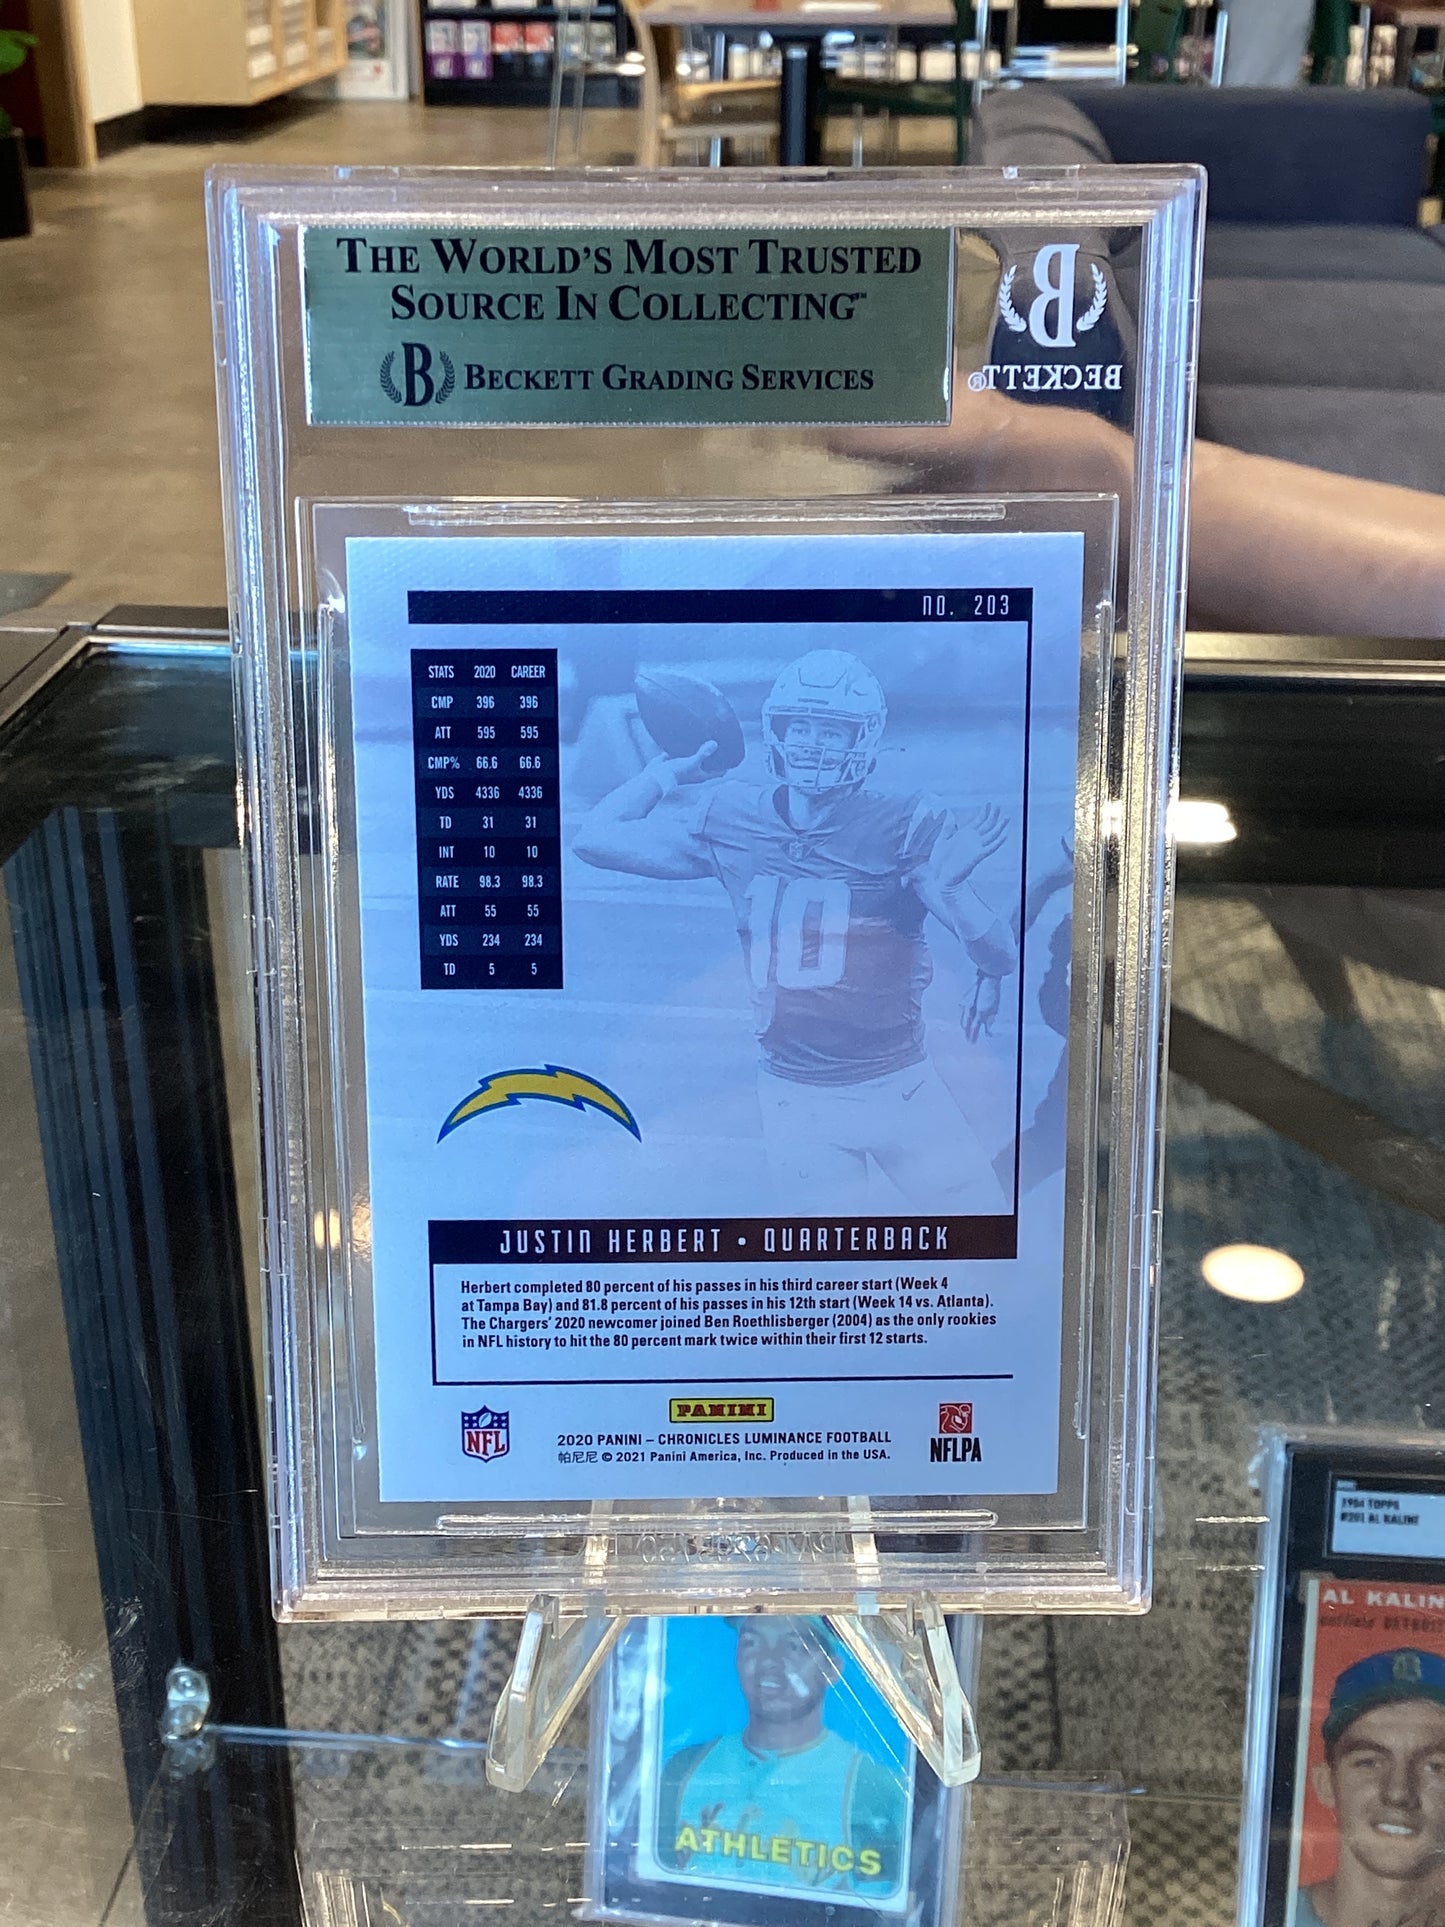 THE WORLD'S MOST TRUSTED
SOURCE IN COLLECTING™
B BECKETT GRADING SERVICES
B
BECKETT®
NO. 203
STATS 2020 CAREER
CMP 396 396
ATT 595 595
CMP% 66.6 66.6
YDS 4336 4336
TD 31 31
INT 10 10
RATE 98.3 98.3
ATT 55 55
YDS 234 234
TD 5 5
10
JUSTIN HERBERT • QUARTERBACK
Herbert completed 80 percent of his passes in his third career start (Week 4
at Tampa Bay) and 81.8 percent of his passes in his 12th start (Week 14 vs. Atlanta).
The Chargers' 2020 newcomer joined Ben Roethlisberger (2004) as the only rookies
in NFL history to hit the 80 percent mark twice within their first 12 starts.
PANINI
NFL
2020 PANINI – CHRONICLES LUMINANCE FOOTBALL
帕尼尼 © 2021 Panini America, Inc. Produced in the USA.
NFLPA
1954 TOPPS
#201 AL KALINE
AL KALIN
ATHLETICS